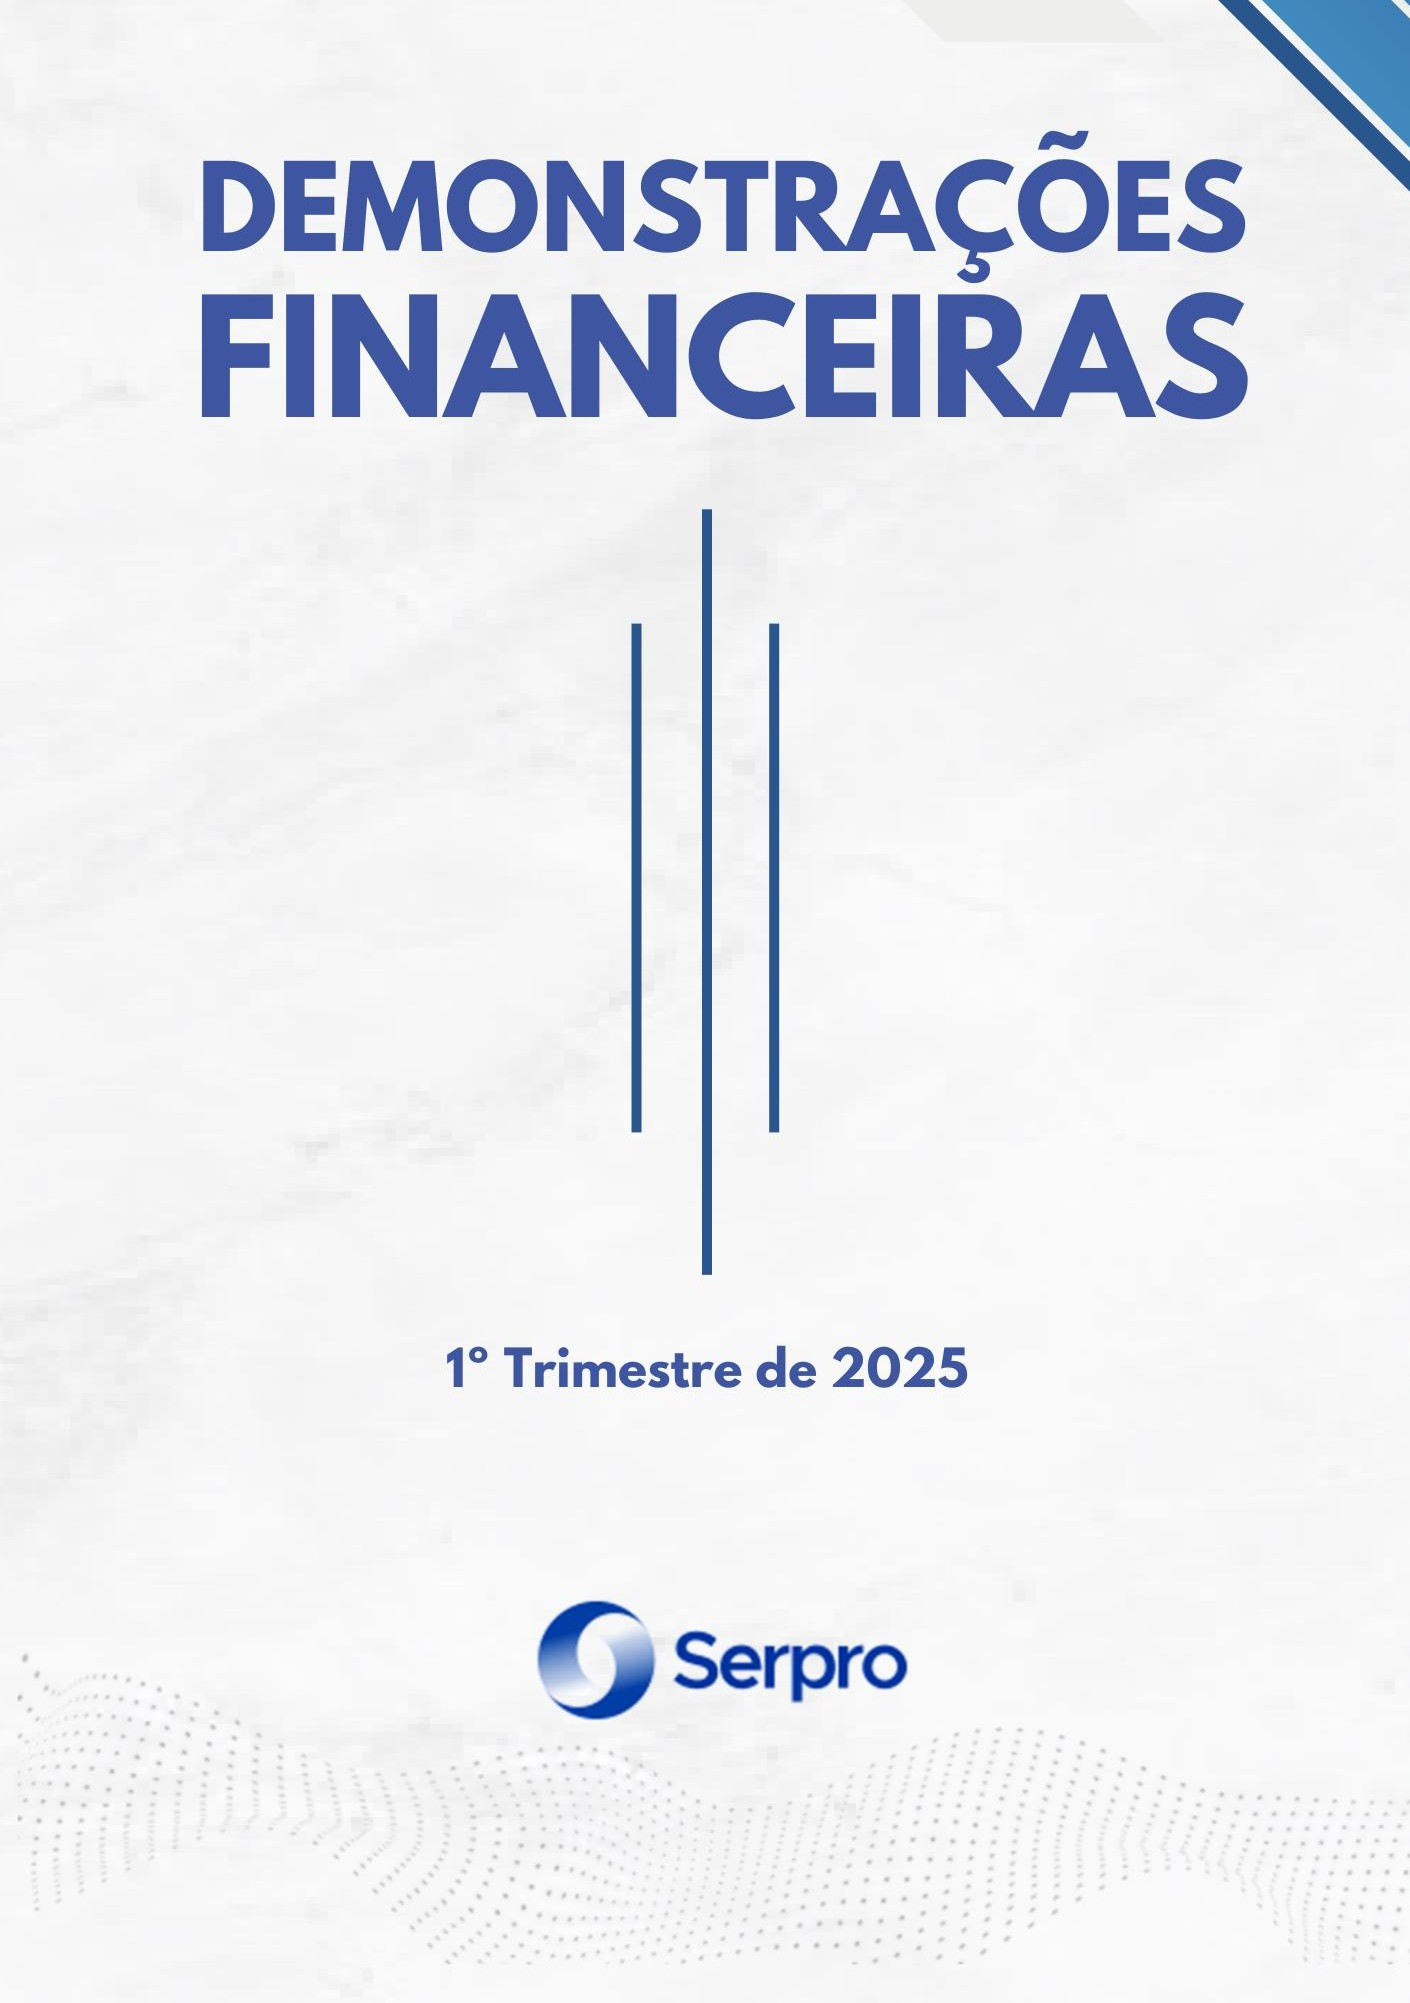 DEMONSTRAÇÕES
FINANCEIRAS
1º Trimestre de 2025
Serpro